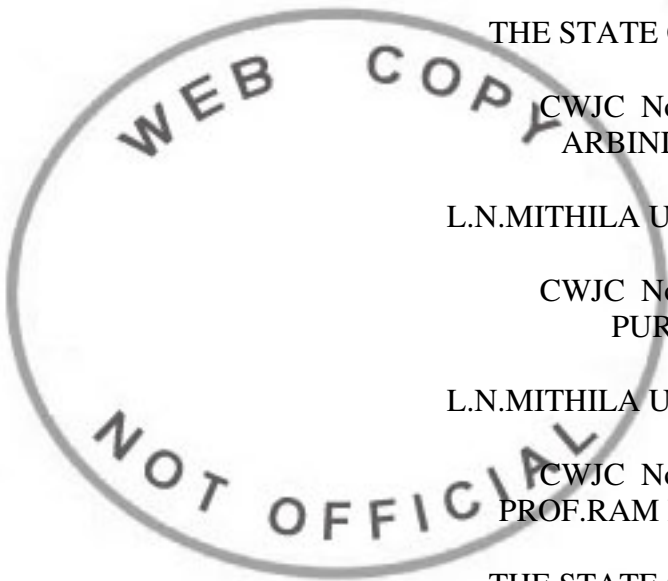 THE STATE
WEB COPY
CWJC No
ARBINI
L.N.MITHILA U
CWJC No
PUR
L.N.MITHILA U
NOT OFFICIAL
CWJC No
PROF.RAM
THE STATE